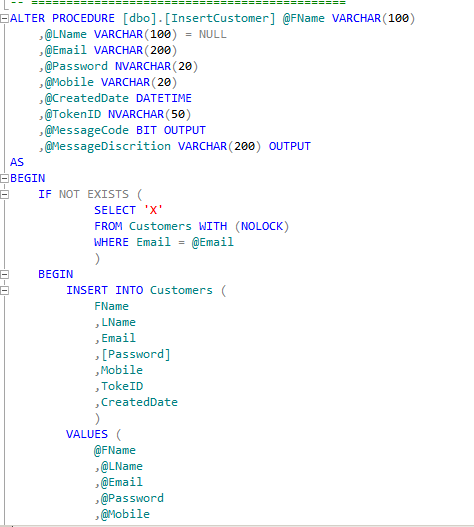 -- =============================================
ALTER PROCEDURE [dbo].[InsertCustomer] @FName VARCHAR(100)
,@LName VARCHAR(100) = NULL
,@Email VARCHAR(200)
,@Password NVARCHAR(20)
,@Mobile VARCHAR(20)
,@CreatedDate DATETIME
,@TokenID NVARCHAR(50)
,@MessageCode BIT OUTPUT
,@MessageDiscrition VARCHAR(200) OUTPUT
AS
BEGIN
IF NOT EXISTS (
SELECT 'X'
FROM Customers WITH (NOLOCK)
WHERE Email = @Email
)
BEGIN
INSERT INTO Customers (
FName
,LName
,Email
,[Password]
,Mobile
,TokeID
,CreatedDate
)
VALUES (
@FName
,@LName
,@Email
,@Password
,@Mobile